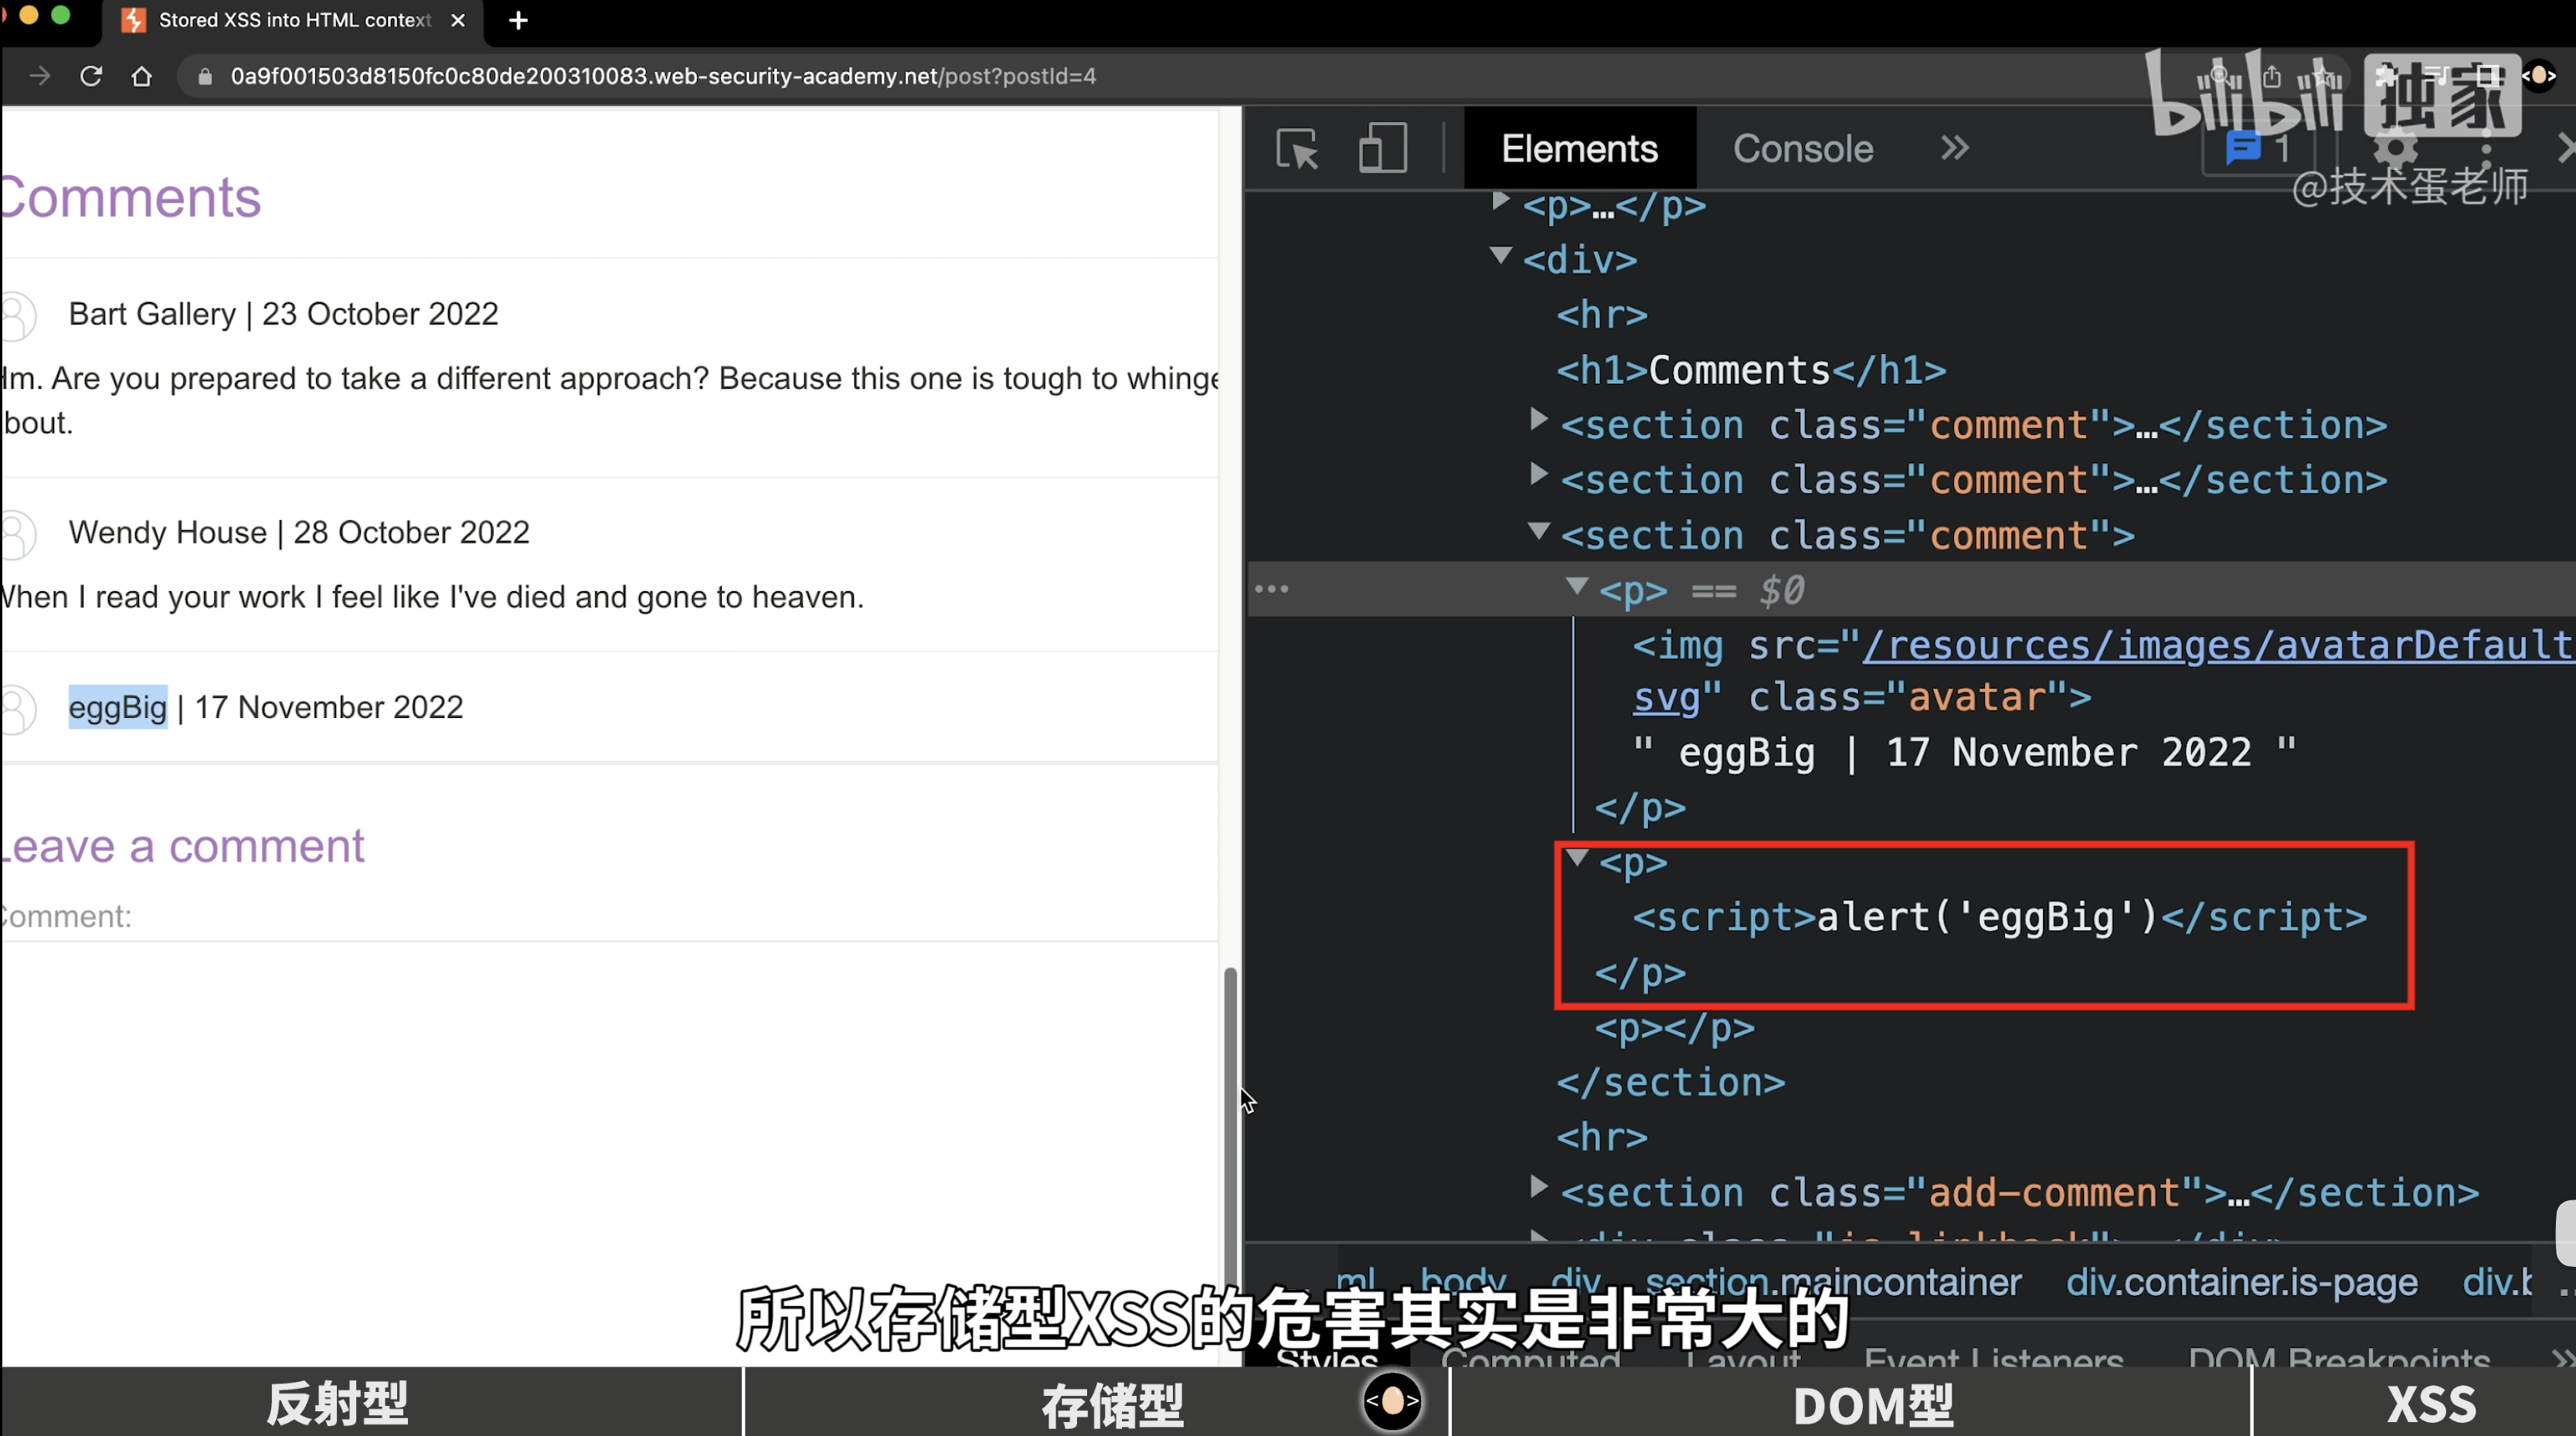 Stored XSS into HTML context
0a9f001503d8150fc0c80de200310083.web-security-academy.net/post?postId=4
bilibili 独家
@技术蛋老师
Comments
Bart Gallery | 23 October 2022
Hm. Are you prepared to take a different approach? Because this one is tough to whinge
bout.
Wendy House | 28 October 2022
When I read your work I feel like I've died and gone to heaven.
eggBig | 17 November 2022
Leave a comment
Comment:
Elements Console 1
<p>…</p>
<div>
<hr>
<h1>Comments</h1>
<section class="comment">…</section>
<section class="comment">…</section>
<section class="comment">
<p> == $0
<img src="/resources/images/avatarDefault
svg" class="avatar">
" eggBig | 17 November 2022 "
</p>
<p>
<script>alert('eggBig')</script>
</p>
<p></p>
</section>
<hr>
<section class="add-comment">…</section>
ml body div section.maincontainer div.container.is-page div.b
所以存储型XSS的危害其实是非常大的
Styles Computed Layout Event Listeners DOM Breakpoints
反射型 存储型 DOM型 XSS